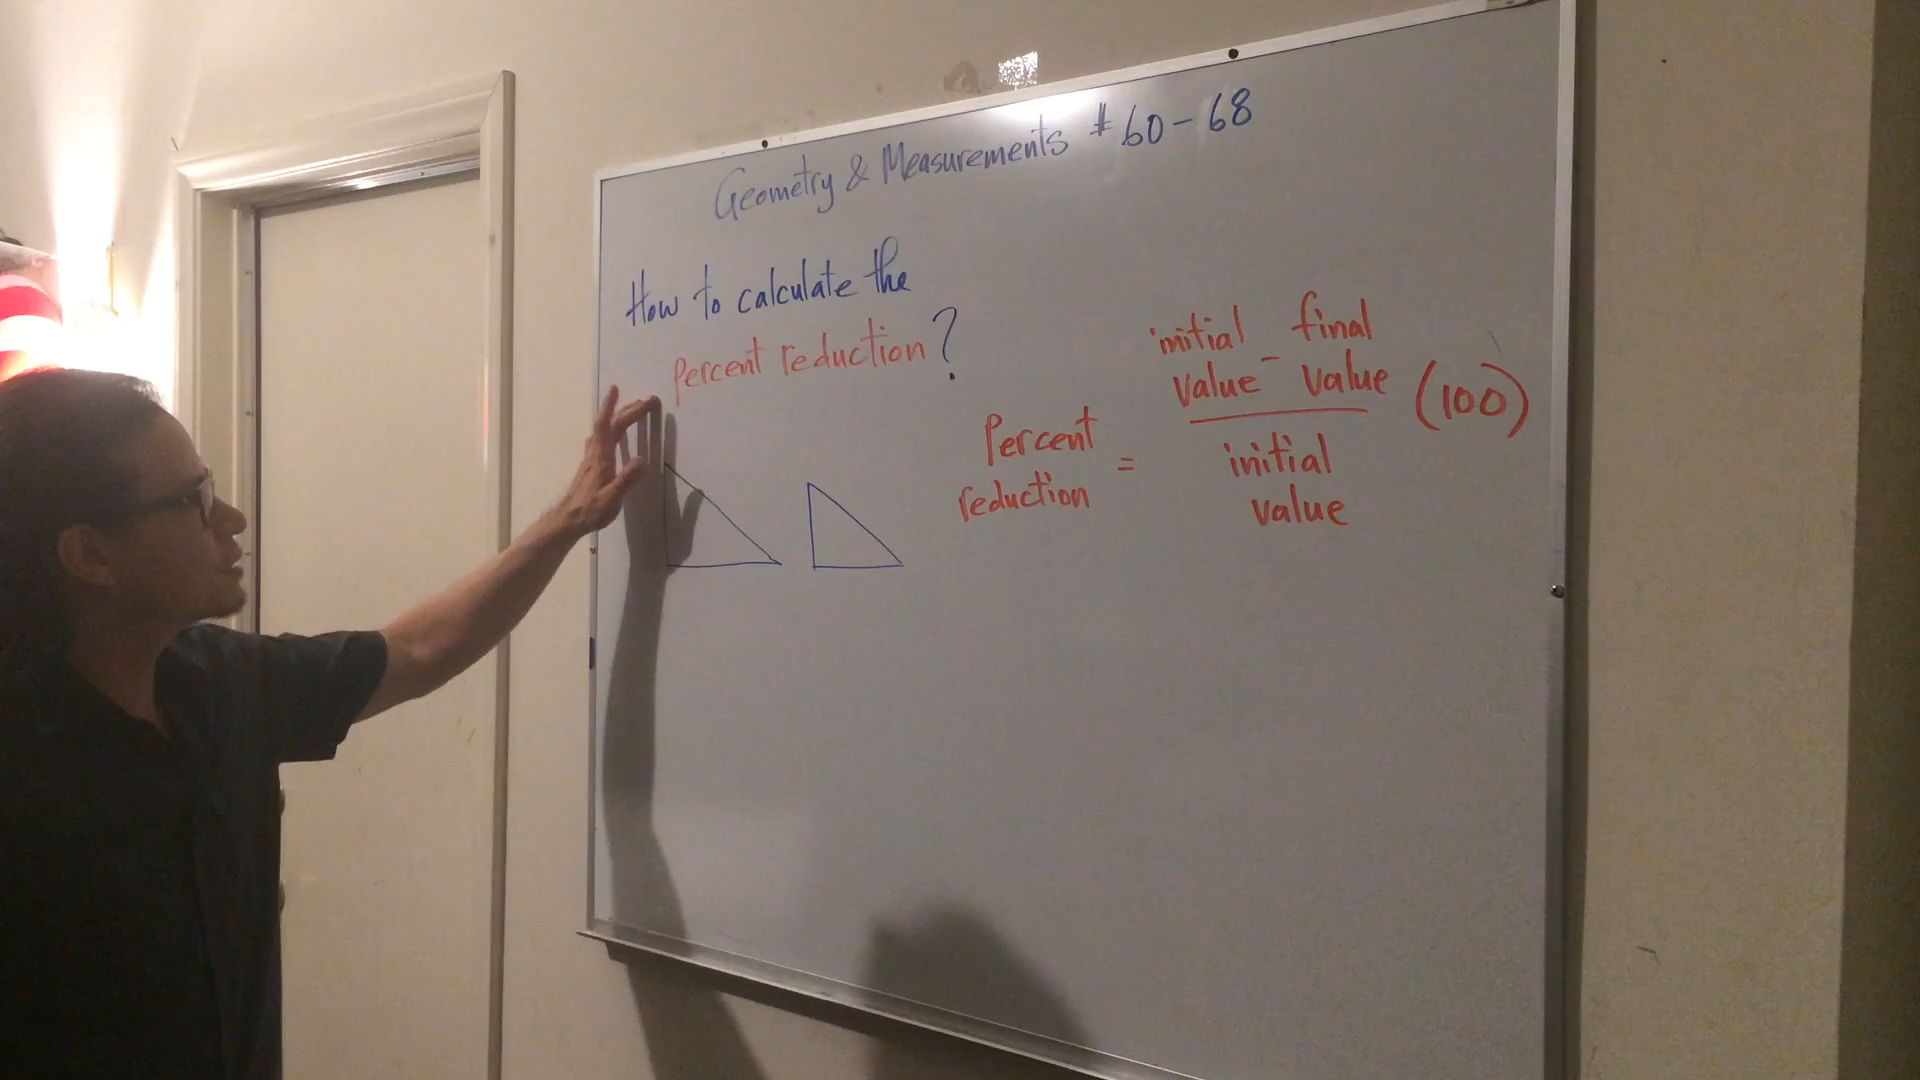 Geometry & Measurements #60-68
How to calculate the
percent reduction?
initial - final
value value (100)
Percent
reduction =
initial
value